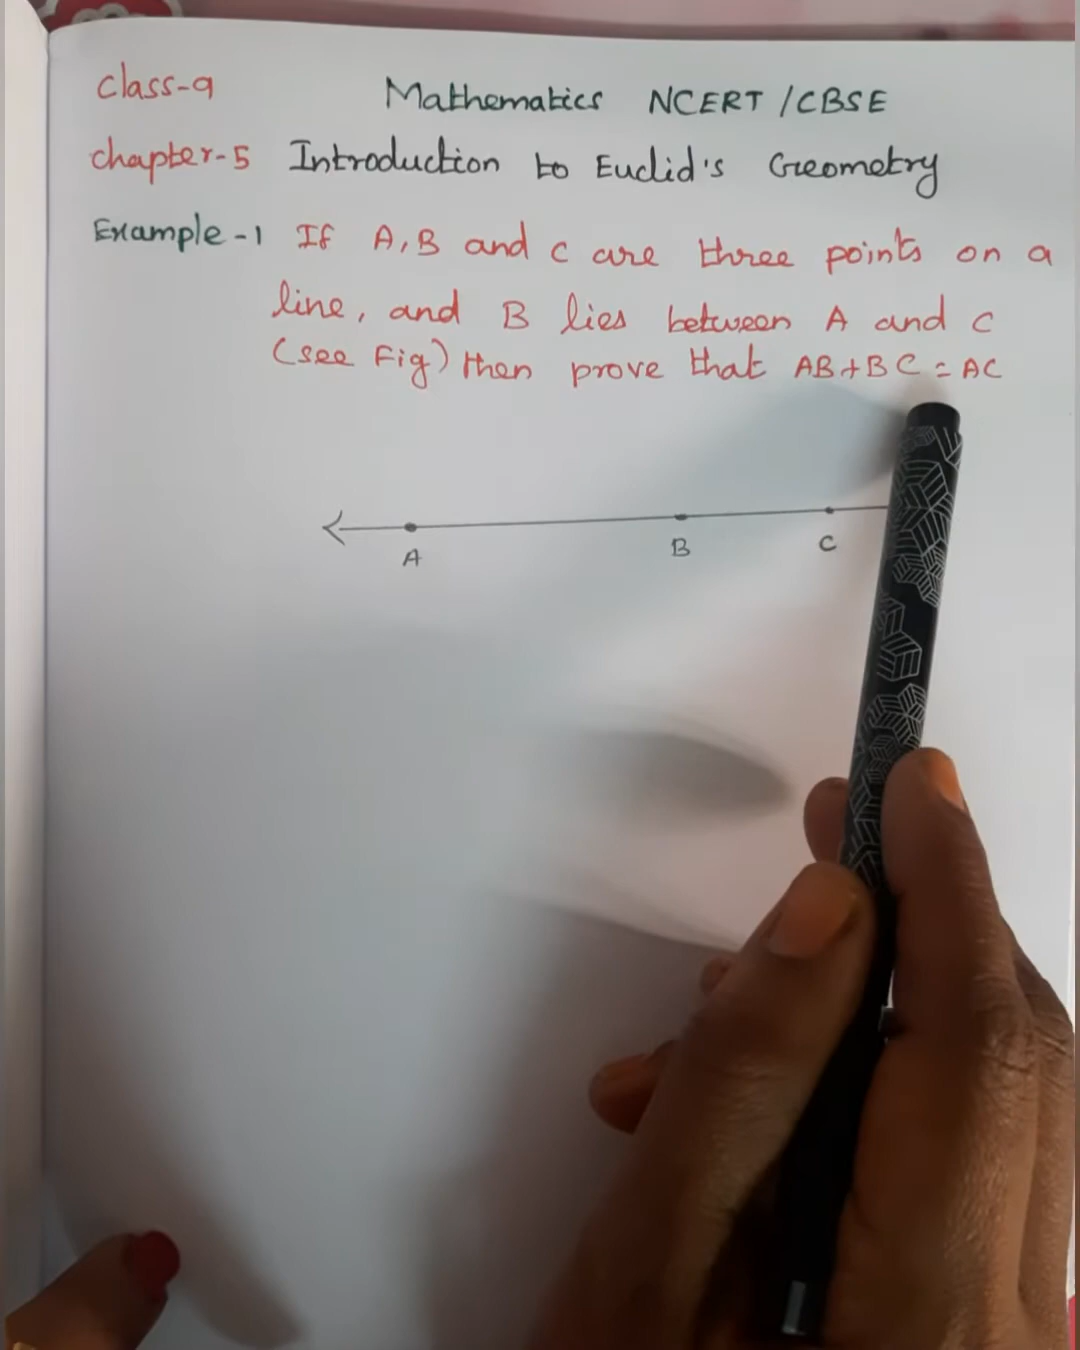 Class-9 Mathematics NCERT / CBSE
chapter-5 Introduction to Euclid's Geometry
Example-1 If A, B and C are three points on a
line, and B lies between A and C
(see Fig) then prove that AB+BC = AC
A B C